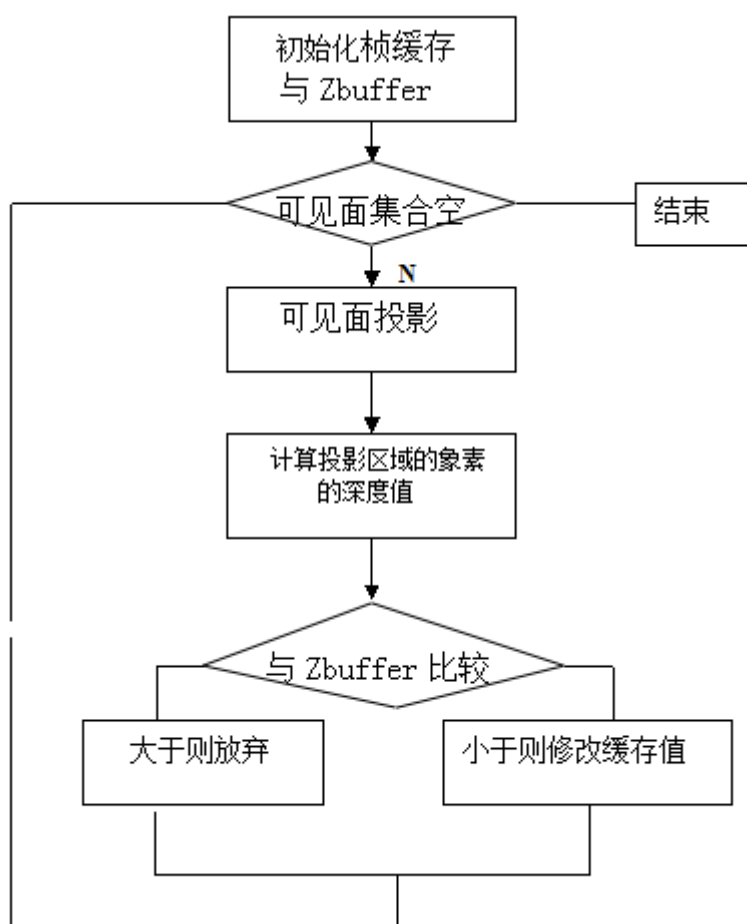 初始化桢缓存
与 Zbuffer
可见面集合空
结束
N
可见面投影
计算投影区域的象素
的深度值
与 Zbuffer 比较
大于则放弃
小于则修改缓存值